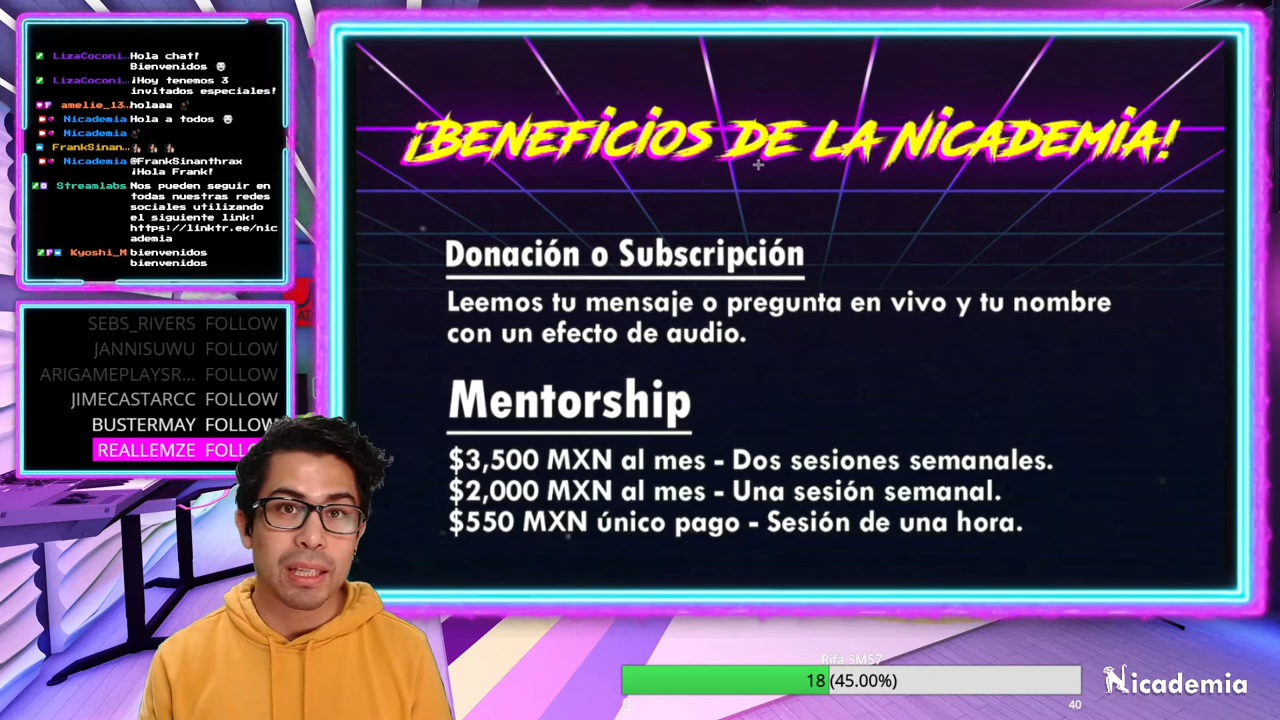 LizaCoconi… Hola chat!
Bienvenidos
LizaCoconi… ¡Hoy tenemos 3
invitados especiales!
amelie_13… holaaa
Nicademia Hola a todos
Nicademia
FrankSinan…
Nicademia @FrankSinanthrax
¡Hola Frank!
Streamlabs Nos pueden seguir en
todas nuestras redes
sociales utilizando
el siguiente link:
https://linktr.ee/nic
ademia
Kyoshi_M bienvenidos
bienvenidos
SEBS_RIVERS FOLLOW
JANNISUWU FOLLOW
ARIGAMEPLAYSR... FOLLOW
JIMECASTARCC FOLLOW
BUSTERMAY FOLLOW
REALLEMZE FOLL
¡BENEFICIOS DE LA NICADEMIA!
Donación o Subscripción
Leemos tu mensaje o pregunta en vivo y tu nombre
con un efecto de audio.
Mentorship
$3,500 MXN al mes - Dos sesiones semanales.
$2,000 MXN al mes - Una sesión semanal.
$550 MXN único pago - Sesión de una hora.
Rifa SM57
18 (45.00%)
0 40
Nicademia